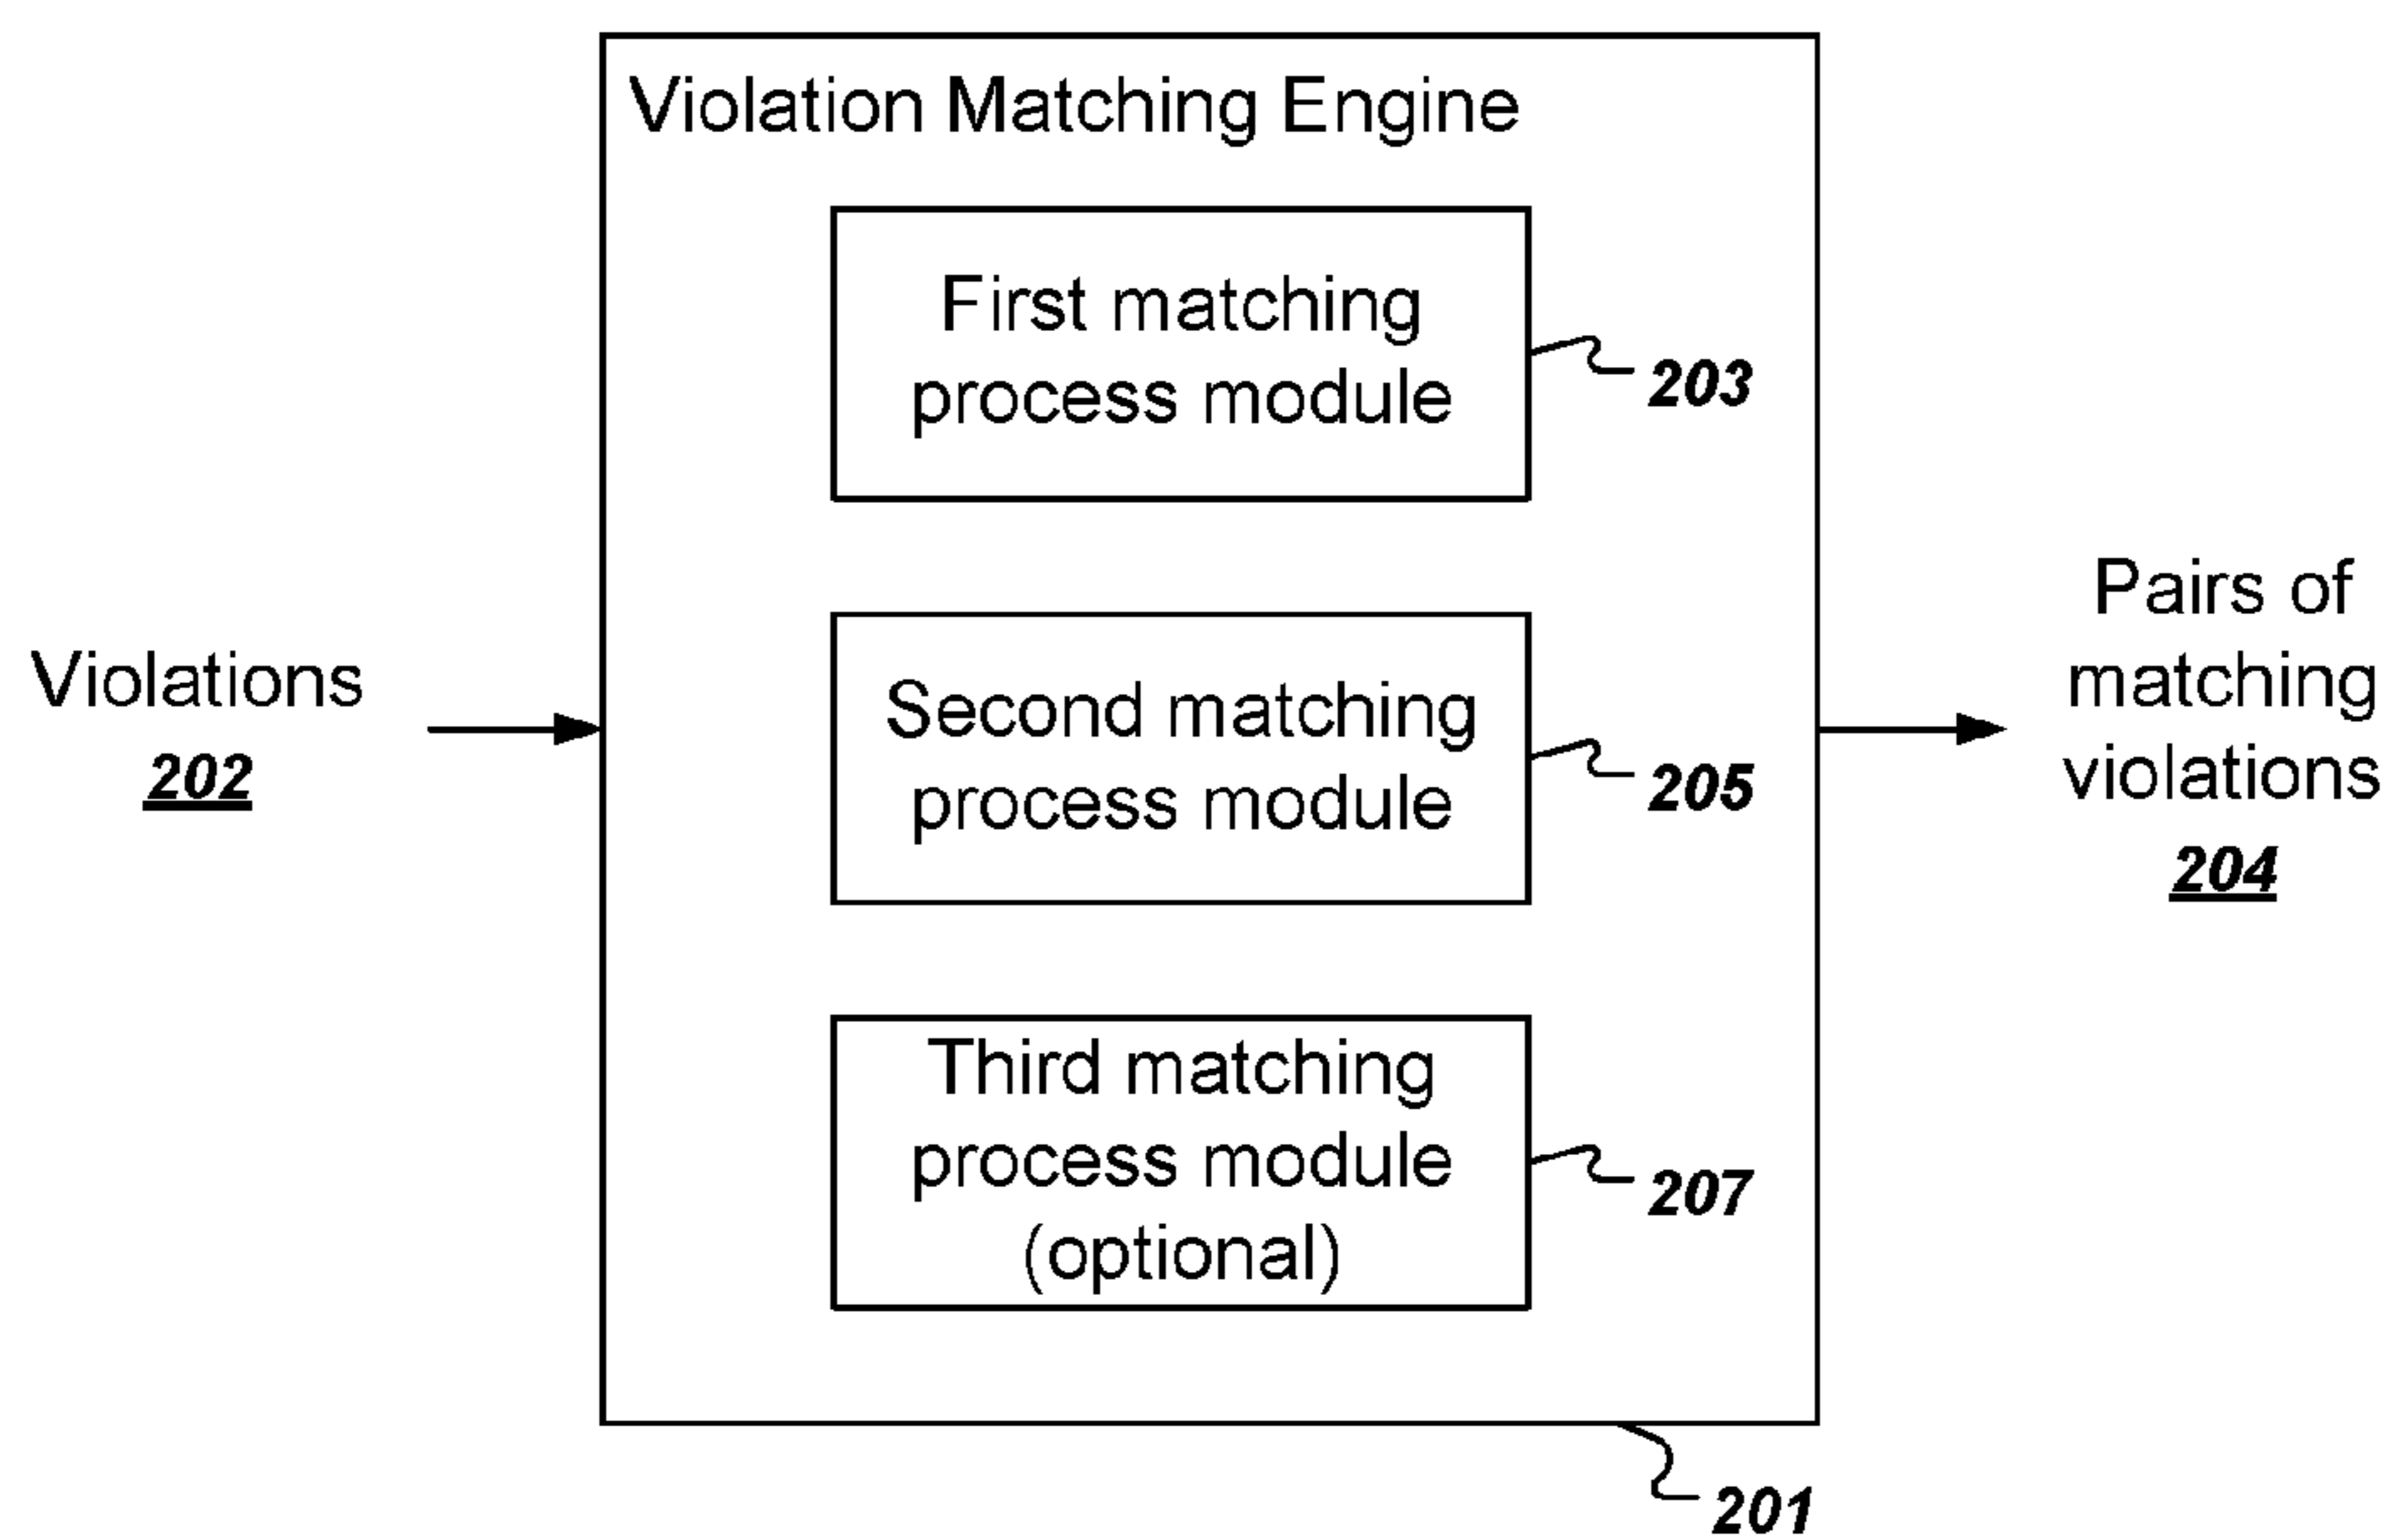 Violation Matching Engine
First matching
process module
203
Violations
202
Second matching
process module
205
Third matching
process module
(optional)
207
Pairs of
matching
violations
204
201